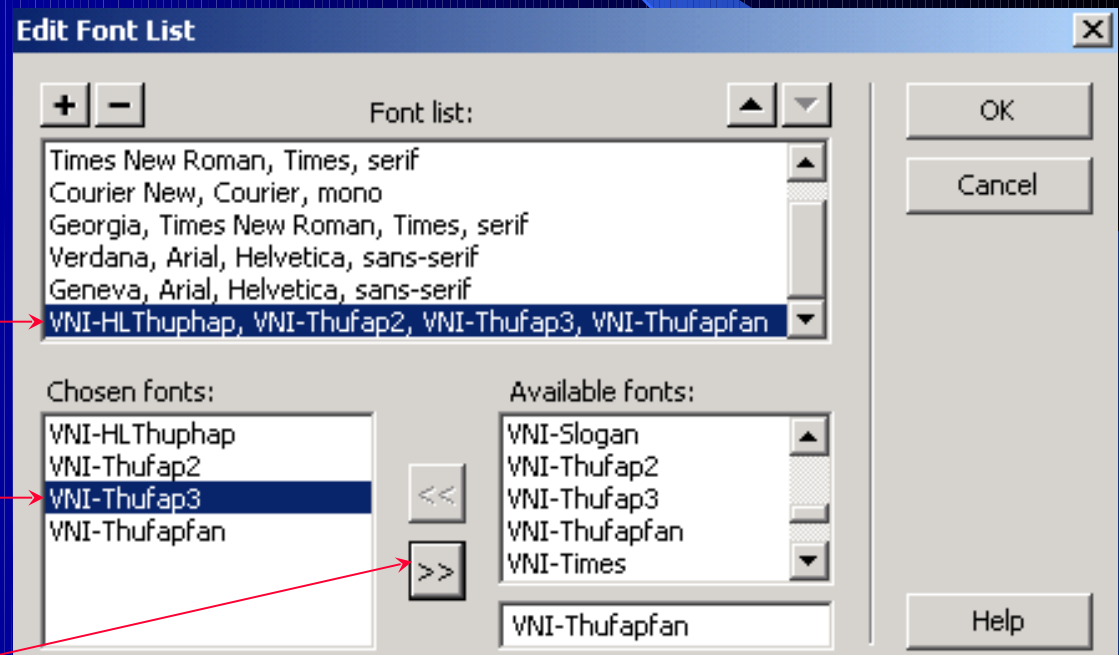 Edit Font List
Font list:
Times New Roman, Times, serif
Courier New, Courier, mono
Georgia, Times New Roman, Times, serif
Verdana, Arial, Helvetica, sans-serif
Geneva, Arial, Helvetica, sans-serif
VNI-HLThuphap, VNI-Thufap2, VNI-Thufap3, VNI-Thufapfan
OK
Cancel
Chosen fonts:
VNI-HLThuphap
VNI-Thufap2
VNI-Thufap3
VNI-Thufapfan
<<
>>
Available fonts:
VNI-Slogan
VNI-Thufap2
VNI-Thufap3
VNI-Thufapfan
VNI-Times
VNI-Thufapfan
Help